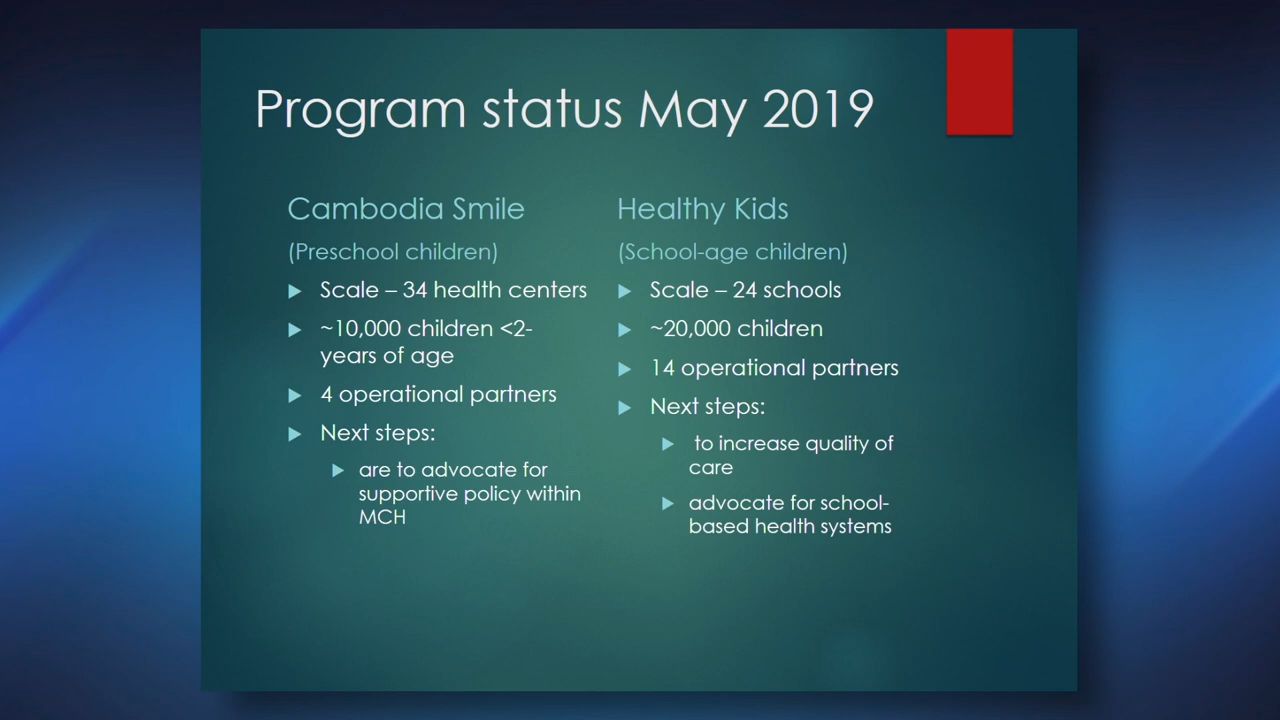 Program status May 2019
Cambodia Smile
(Preschool children)
Scale – 34 health centers
~10,000 children <2-
years of age
4 operational partners
Next steps:
are to advocate for
supportive policy within
MCH
Healthy Kids
(School-age children)
Scale – 24 schools
~20,000 children
14 operational partners
Next steps:
to increase quality of
care
advocate for school-
based health systems